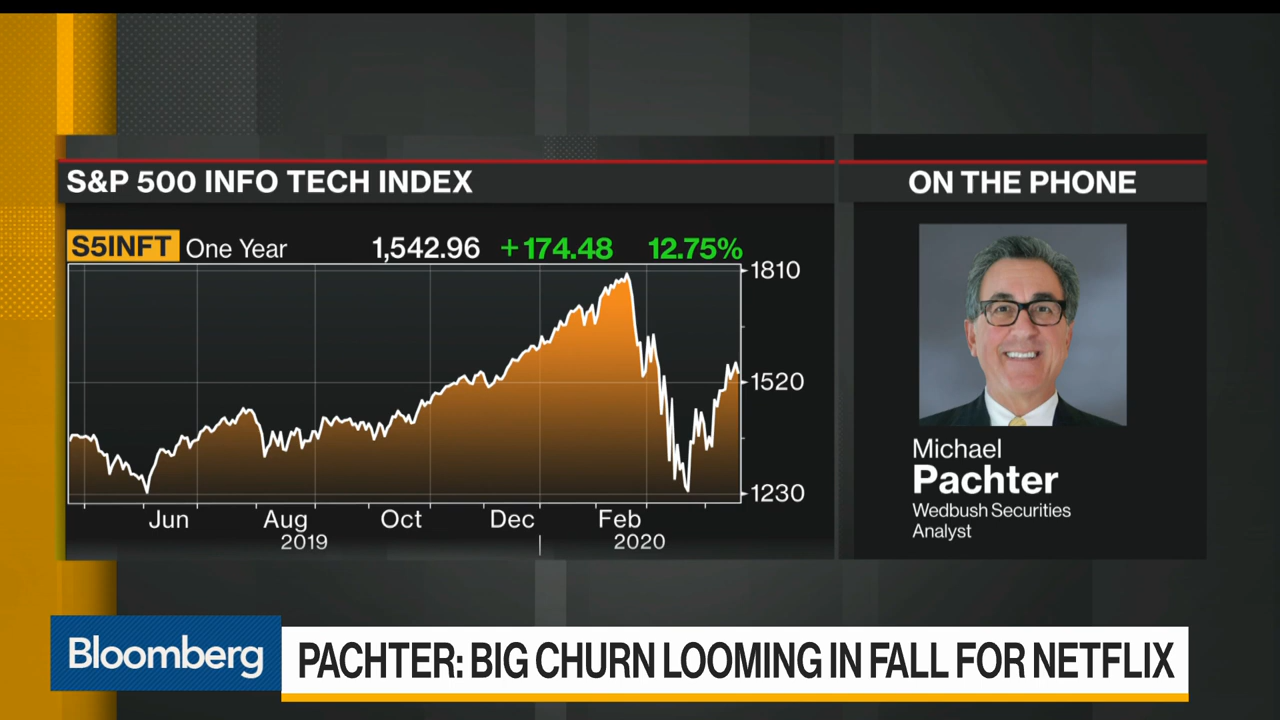 S&P 500 INFO TECH INDEX
S5INFT One Year 1,542.96 +174.48 12.75%
1810
1520
1230
Jun Aug Oct Dec Feb
2019 2020
ON THE PHONE
Michael
Pachter
Wedbush Securities
Analyst
Bloomberg
PACHTER: BIG CHURN LOOMING IN FALL FOR NETFLIX